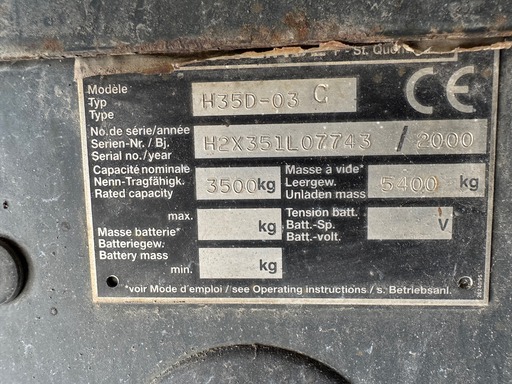 St. Quen
CE
Modèle
Typ
Type
H35D-03 C
No.de série/année
Serien-Nr. / Bj.
Serial no./year
H2X351L07743 / 2000
Capacité nominale
Nenn-Tragfähigk.
Rated capacity
3500 kg
Masse à vide*
Leergew.
Unladen mass
5400 kg
max.
kg
Masse batterie*
Batteriegew.
Battery mass
min.
kg
Tension batt.
Batt.-Sp.
Batt.-volt.
V
*voir Mode d'emploi / see Operating instructions / s. Betriebsanl.